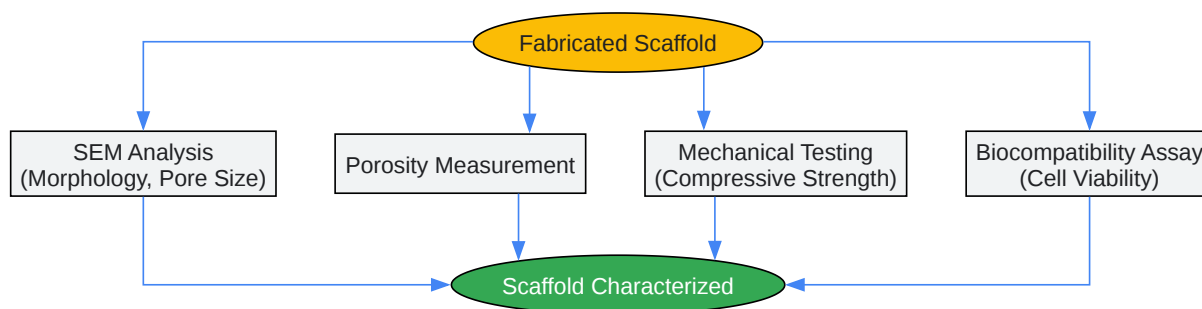 Fabricated Scaffold
SEM Analysis
(Morphology, Pore Size)
Porosity Measurement
Mechanical Testing
(Compressive Strength)
Biocompatibility Assay
(Cell Viability)
Scaffold Characterized